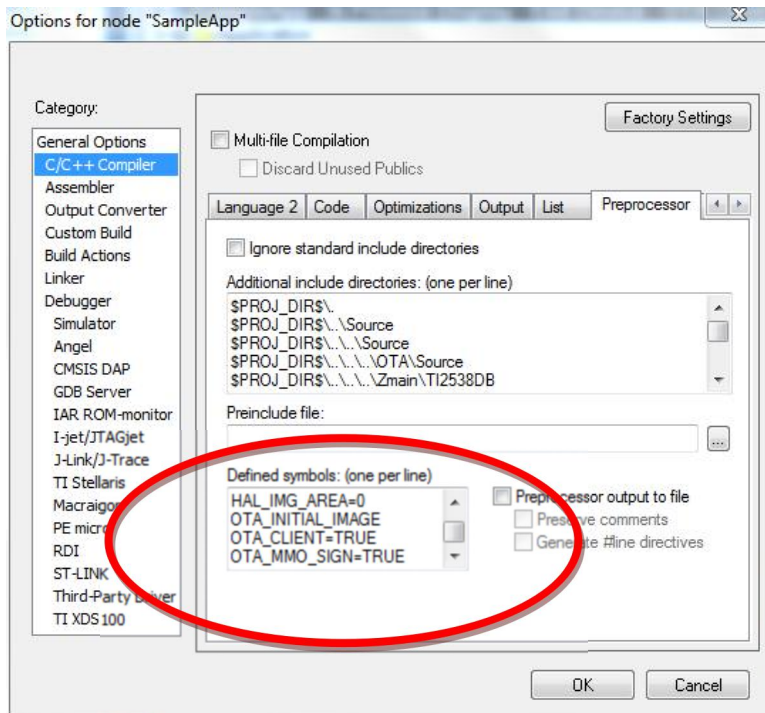 Options for node "SampleApp"
Category:
General Options
C/C++ Compiler
Assembler
Output Converter
Custom Build
Build Actions
Linker
Debugger
Simulator
Angel
CMSIS DAP
GDB Server
IAR ROM-monitor
I-jet/JTAGjet
J-Link/J-Trace
TI Stellaris
Macraigor
PE micro
RDI
ST-LINK
Third-Party Driver
TI XDS100
Factory Settings
Multi-file Compilation
Discard Unused Publics
Language 2 Code Optimizations Output List Preprocessor
Ignore standard include directories
Additional include directories: (one per line)
$PROJ_DIR$\.
$PROJ_DIR$\..\Source
$PROJ_DIR$\..\..\Source
$PROJ_DIR$\..\..\..\OTA\Source
$PROJ_DIR$\..\..\..\Zmain\TI2538DB
Preinclude file:
...
Defined symbols: (one per line)
HAL_IMG_AREA=0
OTA_INITIAL_IMAGE
OTA_CLIENT=TRUE
OTA_MMO_SIGN=TRUE
Preprocessor output to file
Preserve comments
Generate #line directives
OK Cancel